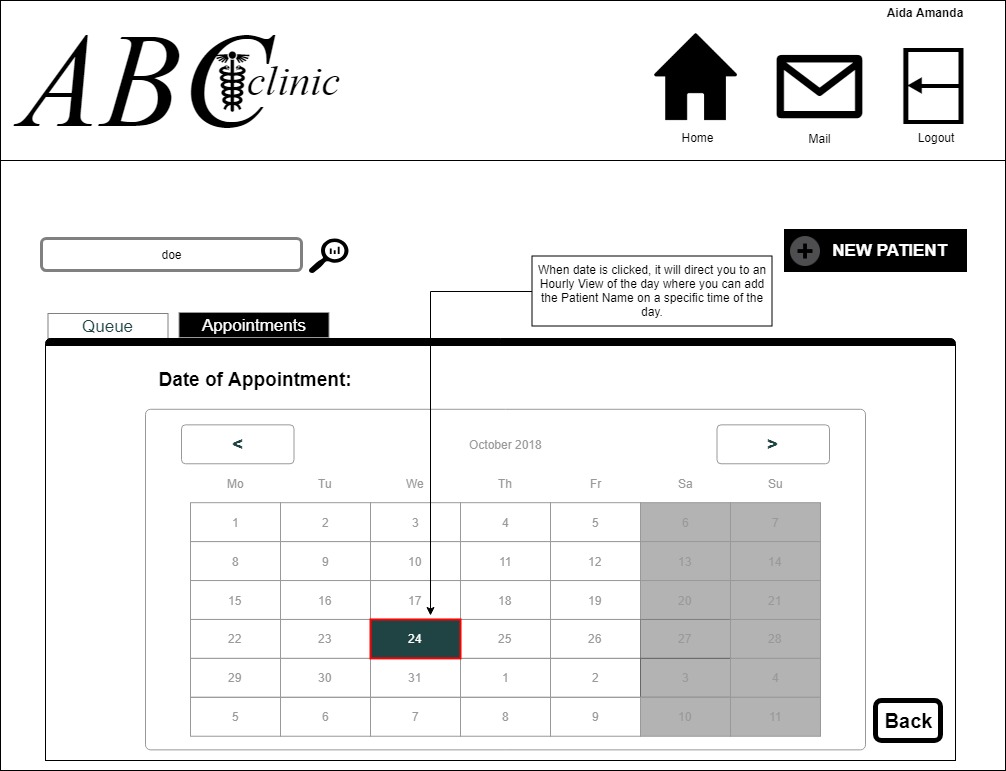 Aida Amanda
ABC clinic
Home
Mail
Logout
doe
NEW PATIENT
When date is clicked, it will direct you to an
Hourly View of the day where you can add
the Patient Name on a specific time of the
day.
Queue
Appointments
Date of Appointment:
<
October 2018
>
Mo Tu We Th Fr Sa Su
1 2 3 4 5 6 7
8 9 10 11 12 13 14
15 16 17 18 19 20 21
22 23 24 25 26 27 28
29 30 31 1 2 3 4
5 6 7 8 9 10 11
Back